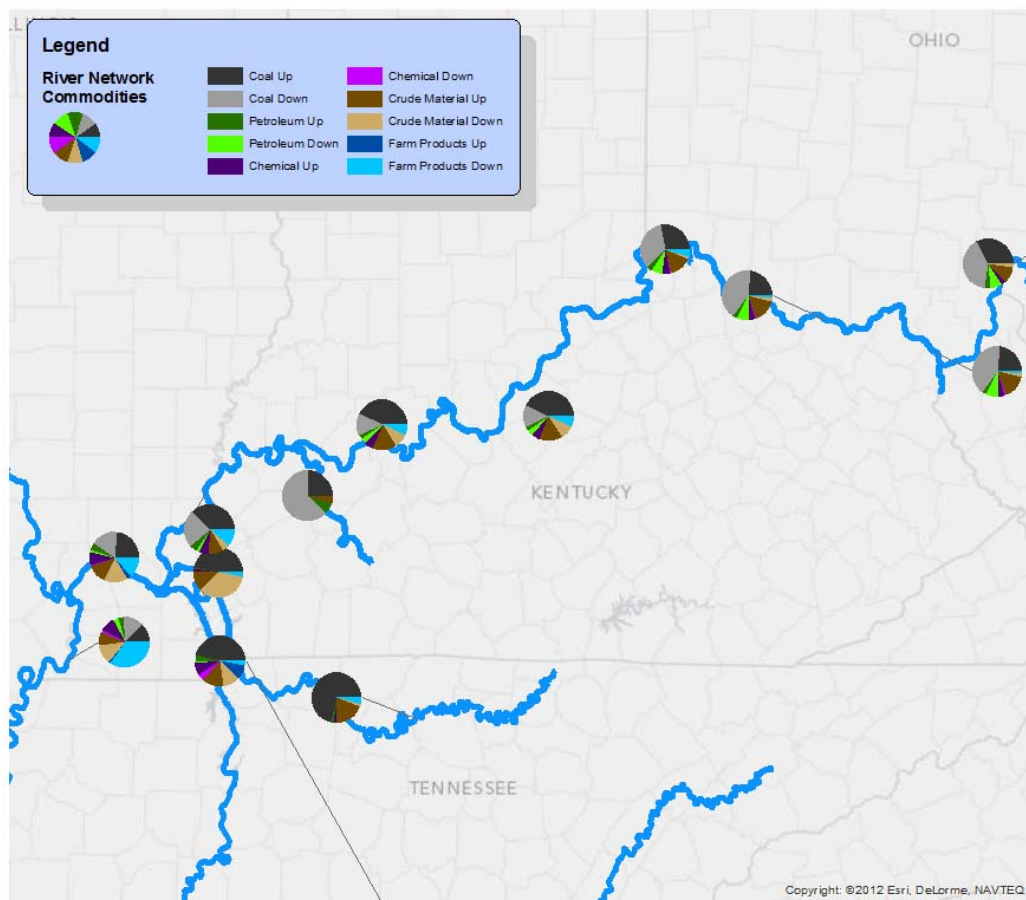 Legend
River Network
Commodities
Coal Up
Coal Down
Petroleum Up
Petroleum Down
Chemical Up
Chemical Down
Crude Material Up
Crude Material Down
Farm Products Up
Farm Products Down
OHIO
KENTUCKY
TENNESSEE
Copyright: ©2012 Esri, DeLorme, NAVTEQ